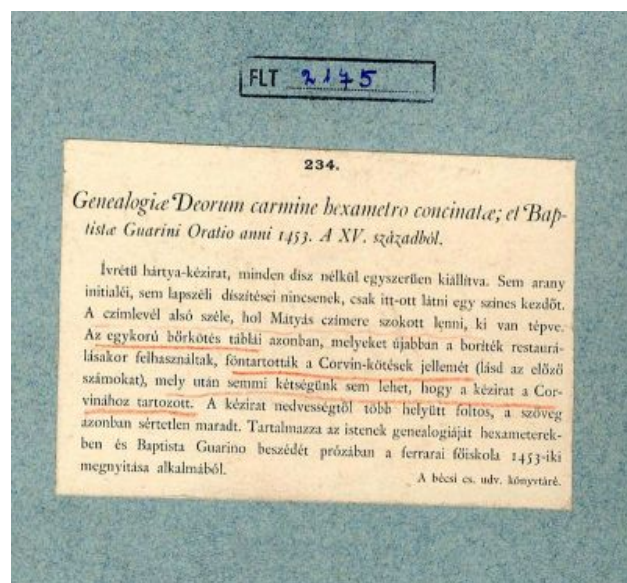 FLT 2175
234.
Genealogiæ Deorum carmine hexametro concinatæ; et Bap-
tistæ Guarini Oratio anni 1453. A XV. századból.
Ívrétű hártya-kézirat, minden dísz nélkül egyszerűen kiállítva. Sem arany
initialéi, sem lapszéli díszítései nincsenek, csak itt-ott látni egy színes kezdőt.
A czímlevél alsó széle, hol Mátyás czímere szokott lenni, ki van tépve.
Az egykorú bőrkötés táblái azonban, melyeket újabban a boríték restaurá-
lásakor felhasználtak, föntartották a Corvin-kötések jellemét (lásd az előző
számokat), mely után semmi kétségünk sem lehet, hogy a kézirat a Cor-
vinához tartozott. A kézirat nedvességtől több helyütt foltos, a szöveg
azonban sértetlen maradt. Tartalmazza az istenek genealogiáját hexameterek-
ben és Baptista Guarino beszédét prózában a ferrarai főiskola 1453-iki
megnyitása alkalmából.
A bécsi cs. udv. könyvtáré.